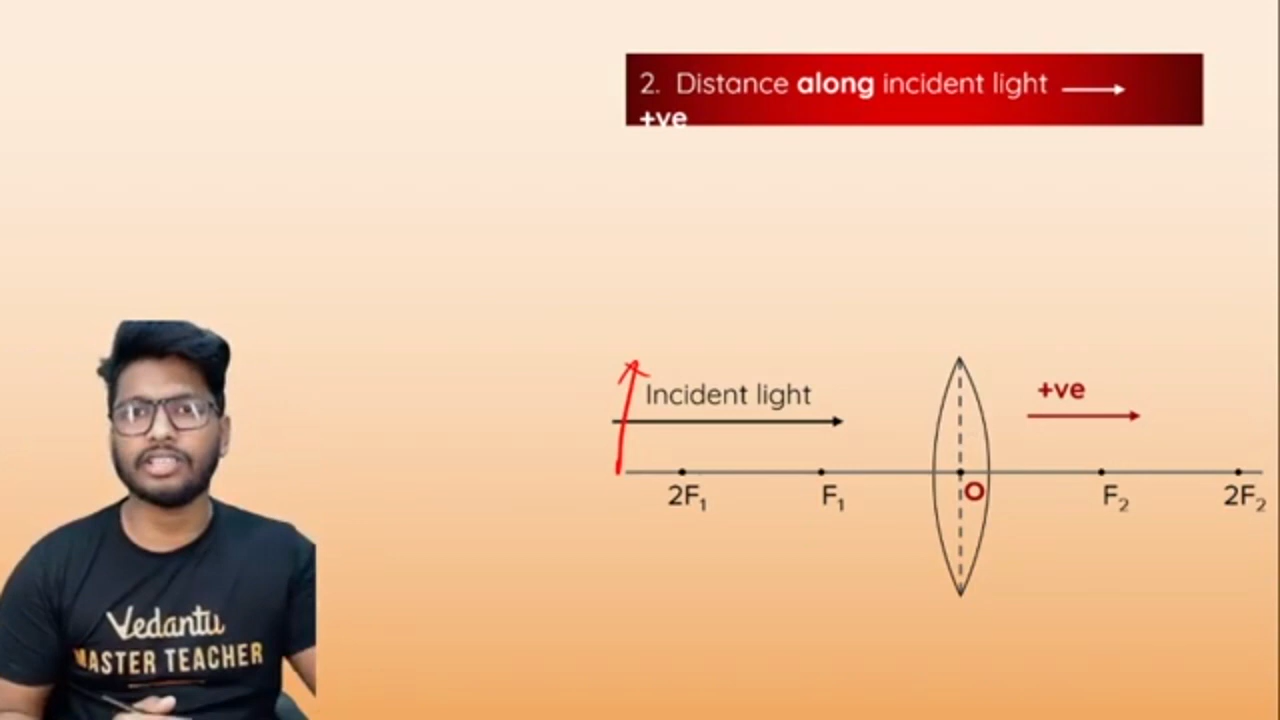 2. Distance along incident light
+ve
Incident light
+ve
2F₁
F₁
O
F₂
2F₂
Vedantu
MASTER TEACHER